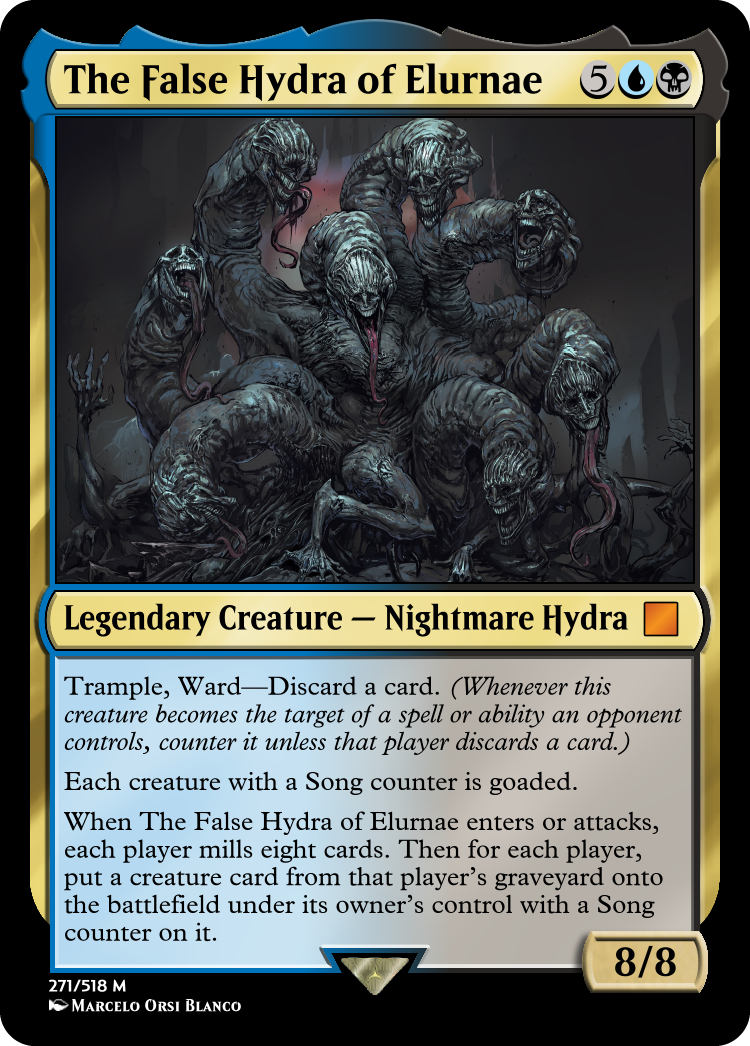 The False Hydra of Elurnae 5
Legendary Creature — Nightmare Hydra
Trample, Ward—Discard a card. (Whenever this
creature becomes the target of a spell or ability an opponent
controls, counter it unless that player discards a card.)
Each creature with a Song counter is goaded.
When The False Hydra of Elurnae enters or attacks,
each player mills eight cards. Then for each player,
put a creature card from that player's graveyard onto
the battlefield under its owner's control with a Song
counter on it.
8/8
271/518 M
Marcelo Orsi Blanco